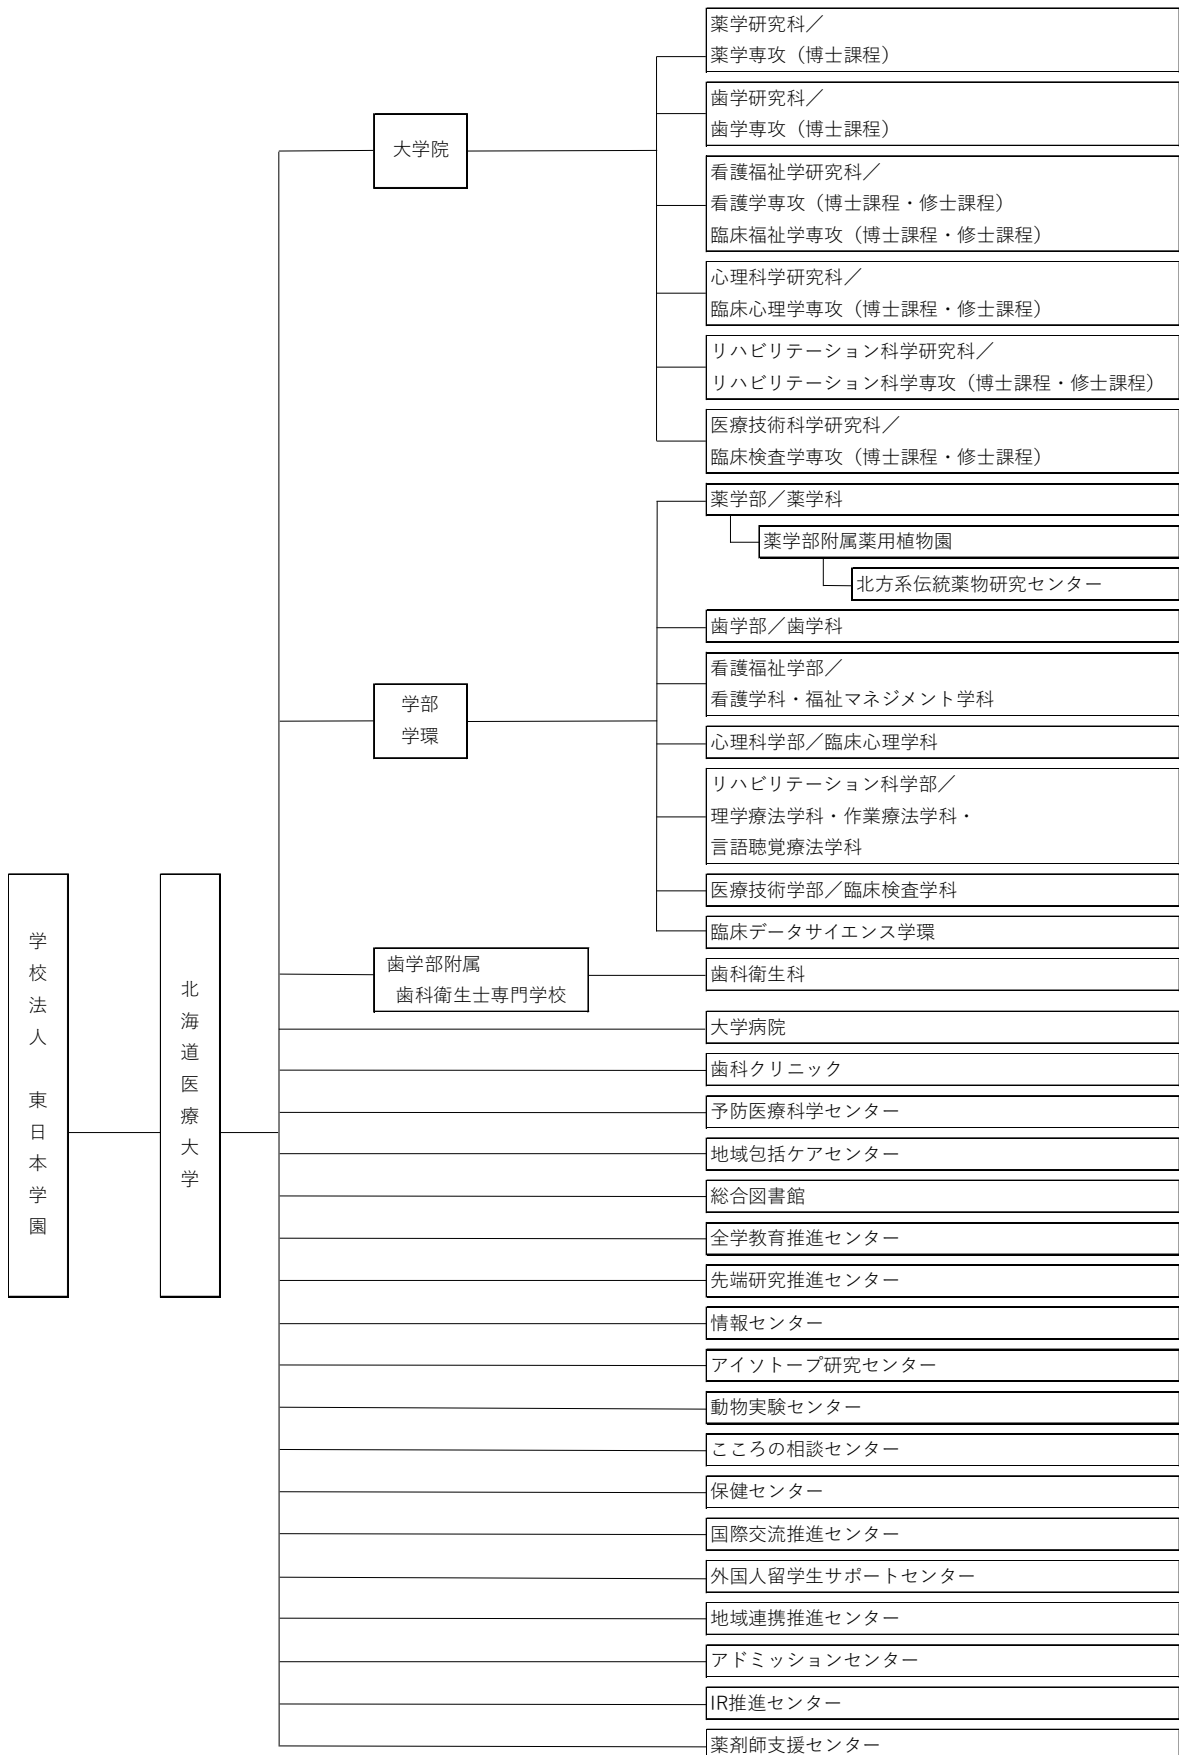 学校法人 東日本学園
北海道医療大学
大学院
薬学研究科／
薬学専攻（博士課程）
歯学研究科／
歯学専攻（博士課程）
看護福祉学研究科／
看護学専攻（博士課程・修士課程）
臨床福祉学専攻（博士課程・修士課程）
心理科学研究科／
臨床心理学専攻（博士課程・修士課程）
リハビリテーション科学研究科／
リハビリテーション科学専攻（博士課程・修士課程）
医療技術科学研究科／
臨床検査学専攻（博士課程・修士課程）
学部
学環
薬学部／薬学科
薬学部附属薬用植物園
北方系伝統薬物研究センター
歯学部／歯学科
看護福祉学部／
看護学科・福祉マネジメント学科
心理科学部／臨床心理学科
リハビリテーション科学部／
理学療法学科・作業療法学科・
言語聴覚療法学科
医療技術学部／臨床検査学科
臨床データサイエンス学環
歯学部附属
歯科衛生士専門学校
歯科衛生科
大学病院
歯科クリニック
予防医療科学センター
地域包括ケアセンター
総合図書館
全学教育推進センター
先端研究推進センター
情報センター
アイソトープ研究センター
動物実験センター
こころの相談センター
保健センター
国際交流推進センター
外国人留学生サポートセンター
地域連携推進センター
アドミッションセンター
IR推進センター
薬剤師支援センター